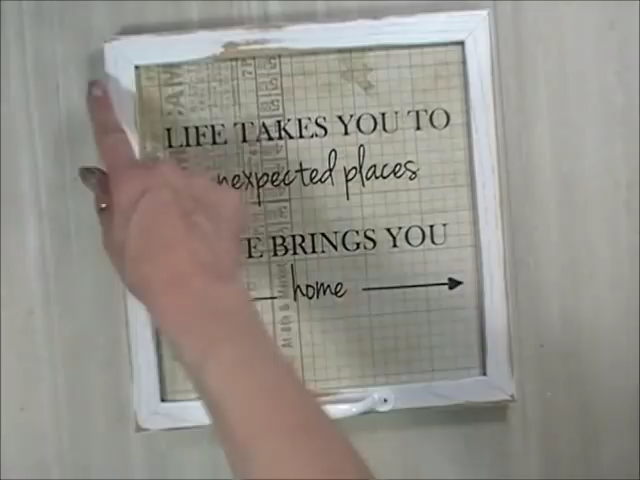 LIFE TAKES YOU TO
nexpected places
E BRINGS YOU
home